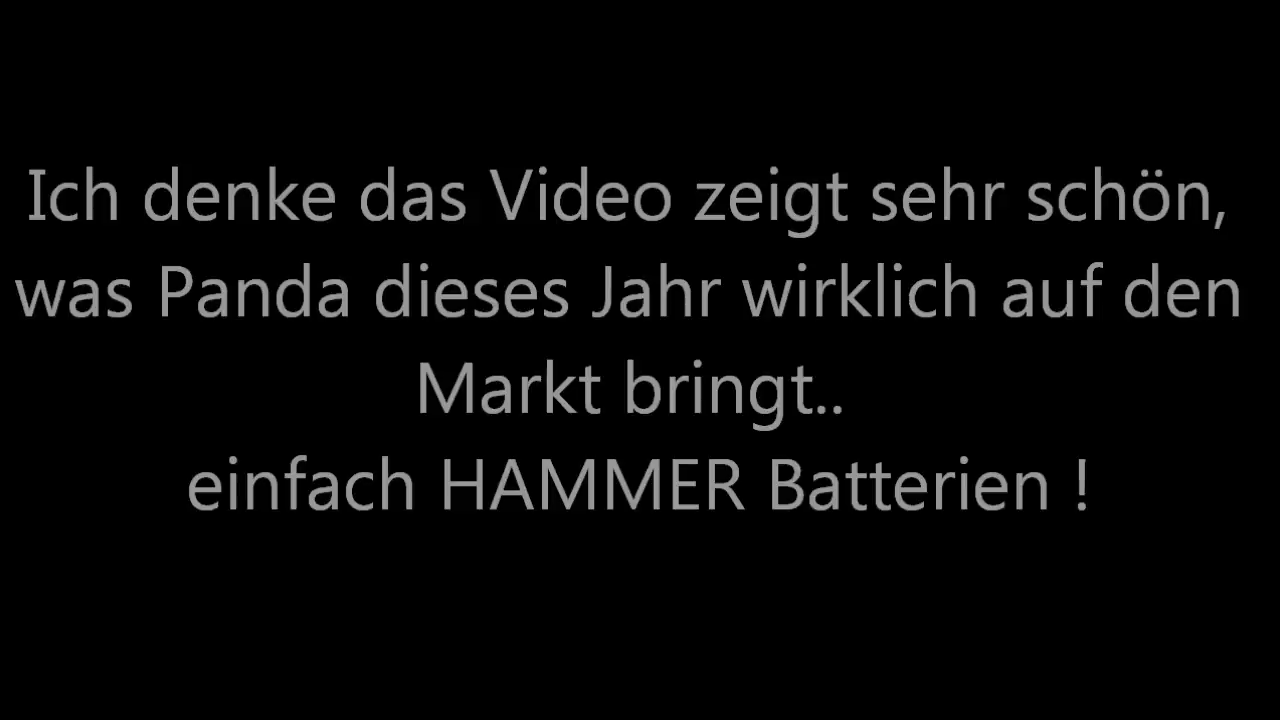 Ich denke das Video zeigt sehr schön,
was Panda dieses Jahr wirklich auf den
Markt bringt..
einfach HAMMER Batterien !